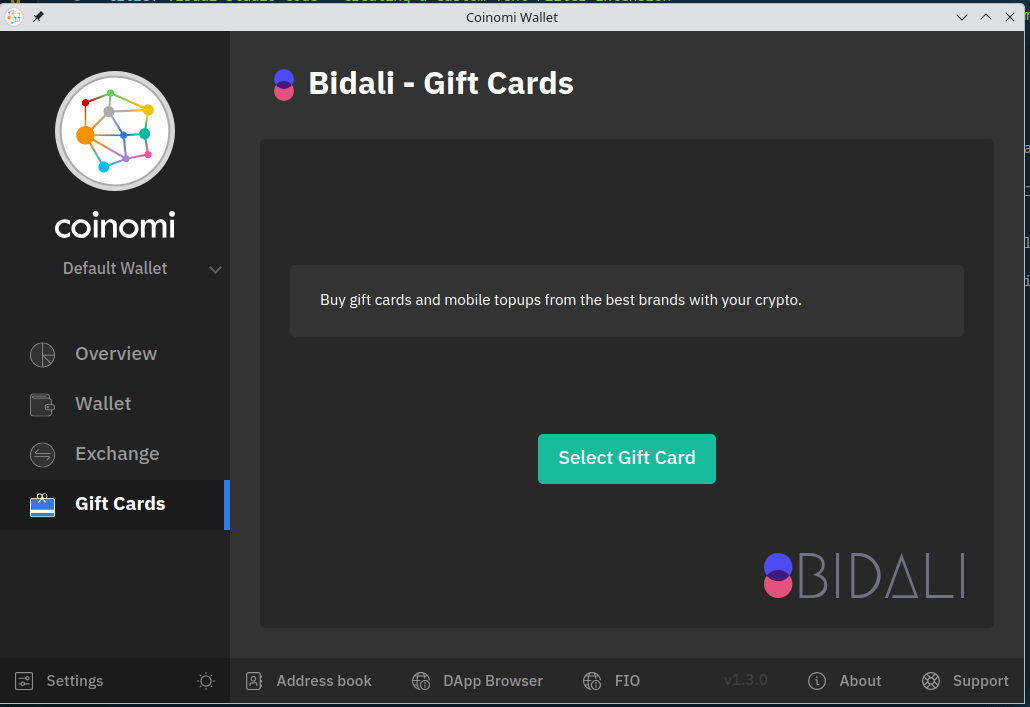 Coinomi Wallet
coinomi
Default Wallet
Overview
Wallet
Exchange
Gift Cards
Settings
Bidali - Gift Cards
Buy gift cards and mobile topups from the best brands with your crypto.
Select Gift Card
BIDALI
Address book
DApp Browser
FIO
v1.3.0
About
Support